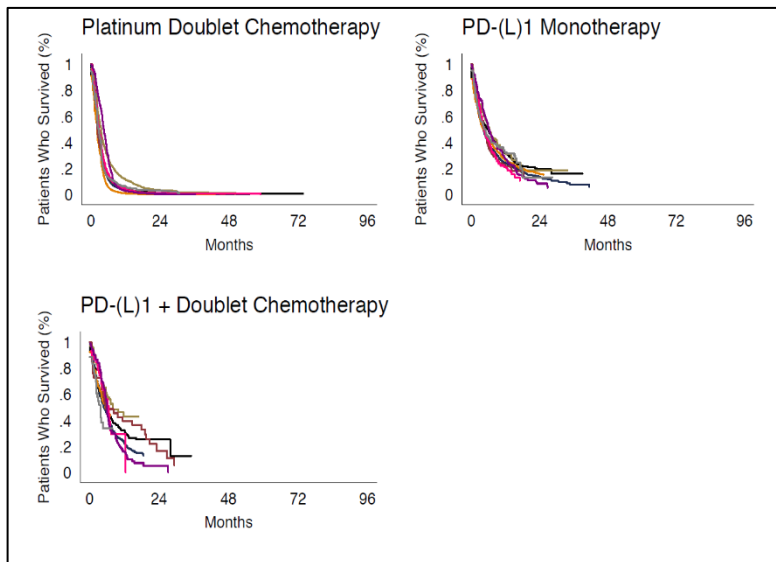 Platinum Doublet Chemotherapy
Patients Who Survived (%)
1
.8
.6
.4
.2
0
0 24 48 72 96
Months
PD-(L)1 Monotherapy
Patients Who Survived (%)
1
.8
.6
.4
.2
0
0 24 48 72 96
Months
PD-(L)1 + Doublet Chemotherapy
Patients Who Survived (%)
1
.8
.6
.4
.2
0
0 24 48 72 96
Months